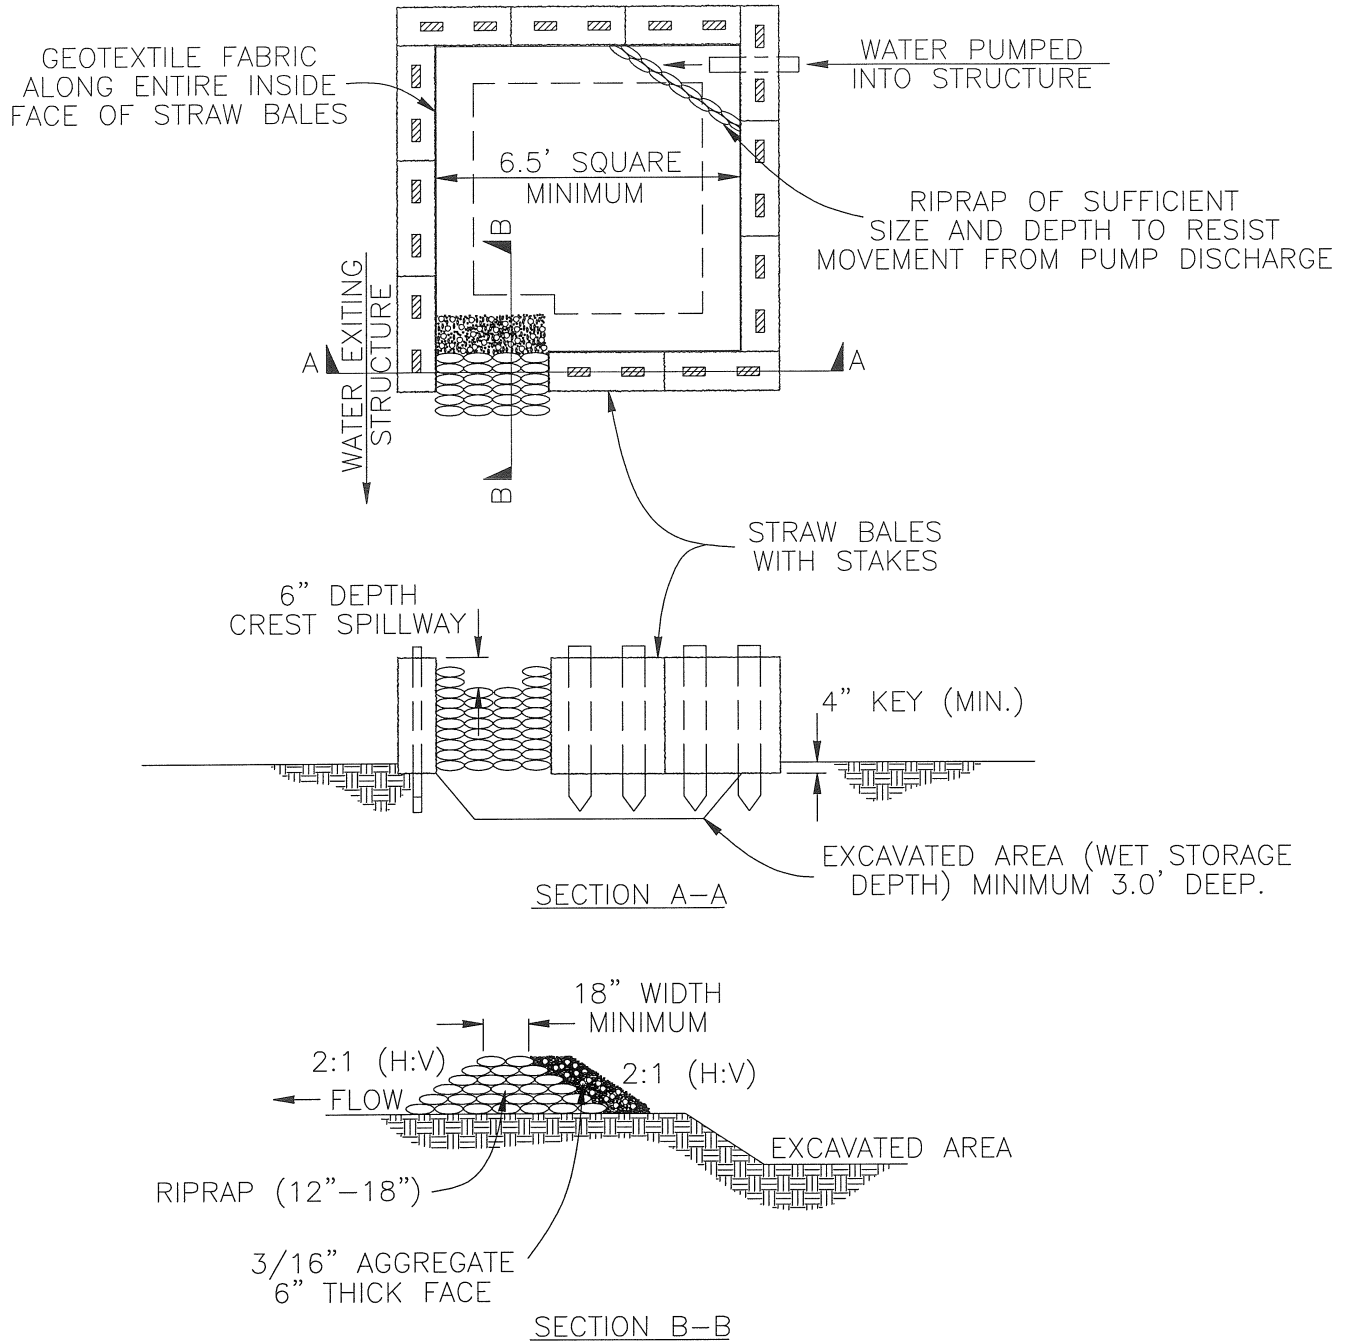 GEOTEXTILE FABRIC
ALONG ENTIRE INSIDE
FACE OF STRAW BALES
WATER PUMPED
INTO STRUCTURE
6.5' SQUARE
MINIMUM
RIPRAP OF SUFFICIENT
SIZE AND DEPTH TO RESIST
MOVEMENT FROM PUMP DISCHARGE
B
A
A
WATER EXITING
STRUCTURE
B
STRAW BALES
WITH STAKES
6" DEPTH
CREST SPILLWAY
4" KEY (MIN.)
EXCAVATED AREA (WET STORAGE
DEPTH) MINIMUM 3.0' DEEP.
SECTION A-A
18" WIDTH
MINIMUM
2:1 (H:V)
2:1 (H:V)
FLOW
EXCAVATED AREA
RIPRAP (12"-18")
3/16" AGGREGATE
6" THICK FACE
SECTION B-B